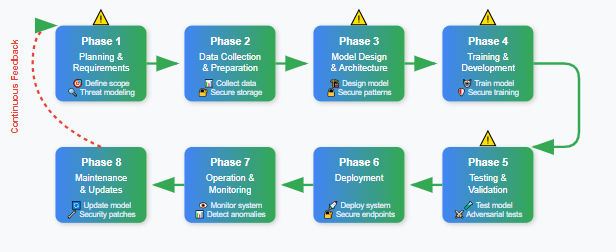 Phase 1
Planning &
Requirements
Define scope
Threat modeling
Phase 2
Data Collection
& Preparation
Collect data
Secure storage
Phase 3
Model Design
& Architecture
Design model
Secure patterns
Phase 4
Training &
Development
Train model
Secure training
Continuous Feedback
Phase 8
Maintenance
& Updates
Update model
Security patches
Phase 7
Operation &
Monitoring
Monitor system
Detect anomalies
Phase 6
Deployment
Deploy system
Secure endpoints
Phase 5
Testing &
Validation
Test model
Adversarial tests